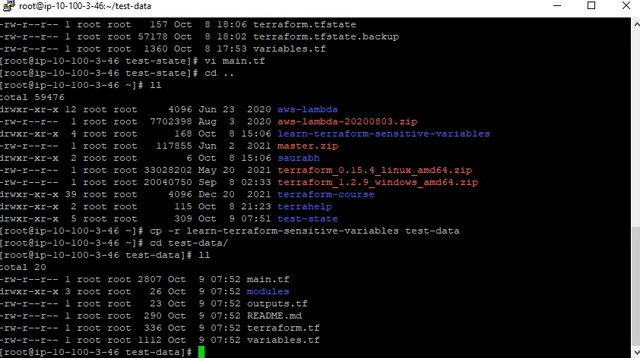 root@ip-10-100-3-46:~/test-data
-rw-r--r-- 1 root root 157 Oct 8 18:06 terraform.tfstate
-rw-r--r-- 1 root root 57178 Oct 8 18:02 terraform.tfstate.backup
-rw-r--r-- 1 root root 1360 Oct 8 17:53 variables.tf
[root@ip-10-100-3-46 test-state]# vi main.tf
[root@ip-10-100-3-46 test-state]# cd ..
[root@ip-10-100-3-46 ~]# ll
total 59476
drwxr-xr-x 12 root root 4096 Jun 23 2020 aws-lambda
-rw-r--r-- 1 root root 7702398 Aug 3 2020 aws-lambda-20200803.zip
drwxr-xr-x 4 root root 168 Oct 8 15:06 learn-terraform-sensitive-variables
-rw-r--r-- 1 root root 117855 Jun 2 2021 master.zip
drwxr-xr-x 2 root root 6 Oct 8 15:06 saurabh
-rw-r--r-- 1 root root 33028202 May 20 2021 terraform_0.15.4_linux_amd64.zip
-rw-r--r-- 1 root root 20040750 Sep 8 02:33 terraform_1.2.9_windows_amd64.zip
drwxr-xr-x 39 root root 4096 Dec 20 2021 terraform-course
drwxr-xr-x 2 root root 115 Oct 8 21:23 terrahelp
drwxr-xr-x 5 root root 309 Oct 9 07:51 test-state
[root@ip-10-100-3-46 ~]# cp -r learn-terraform-sensitive-variables test-data
[root@ip-10-100-3-46 ~]# cd test-data/
[root@ip-10-100-3-46 test-data]# ll
total 20
-rw-r--r-- 1 root root 2807 Oct 9 07:52 main.tf
drwxr-xr-x 3 root root 26 Oct 9 07:52 modules
-rw-r--r-- 1 root root 23 Oct 9 07:52 outputs.tf
-rw-r--r-- 1 root root 290 Oct 9 07:52 README.md
-rw-r--r-- 1 root root 336 Oct 9 07:52 terraform.tf
-rw-r--r-- 1 root root 1112 Oct 9 07:52 variables.tf
[root@ip-10-100-3-46 test-data]#